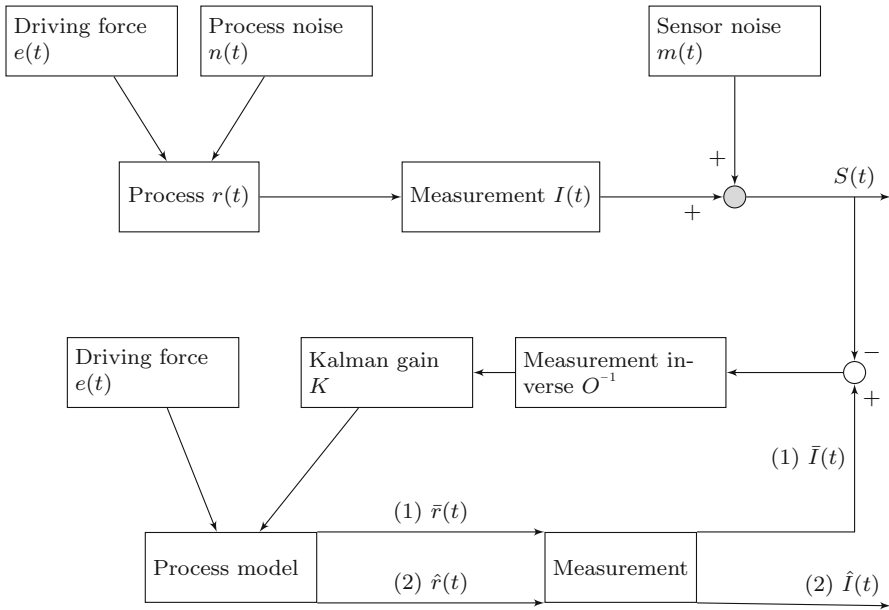 Driving force
e(t)
Process noise
n(t)
Sensor noise
m(t)
+
Process r(t)
Measurement I(t)
+
S(t)
Driving force
e(t)
Kalman gain
K
Measurement in-
verse O⁻¹
−
+
(1) Ī(t)
(1) r̄(t)
Process model
Measurement
(2) r̂(t)
(2) Î(t)